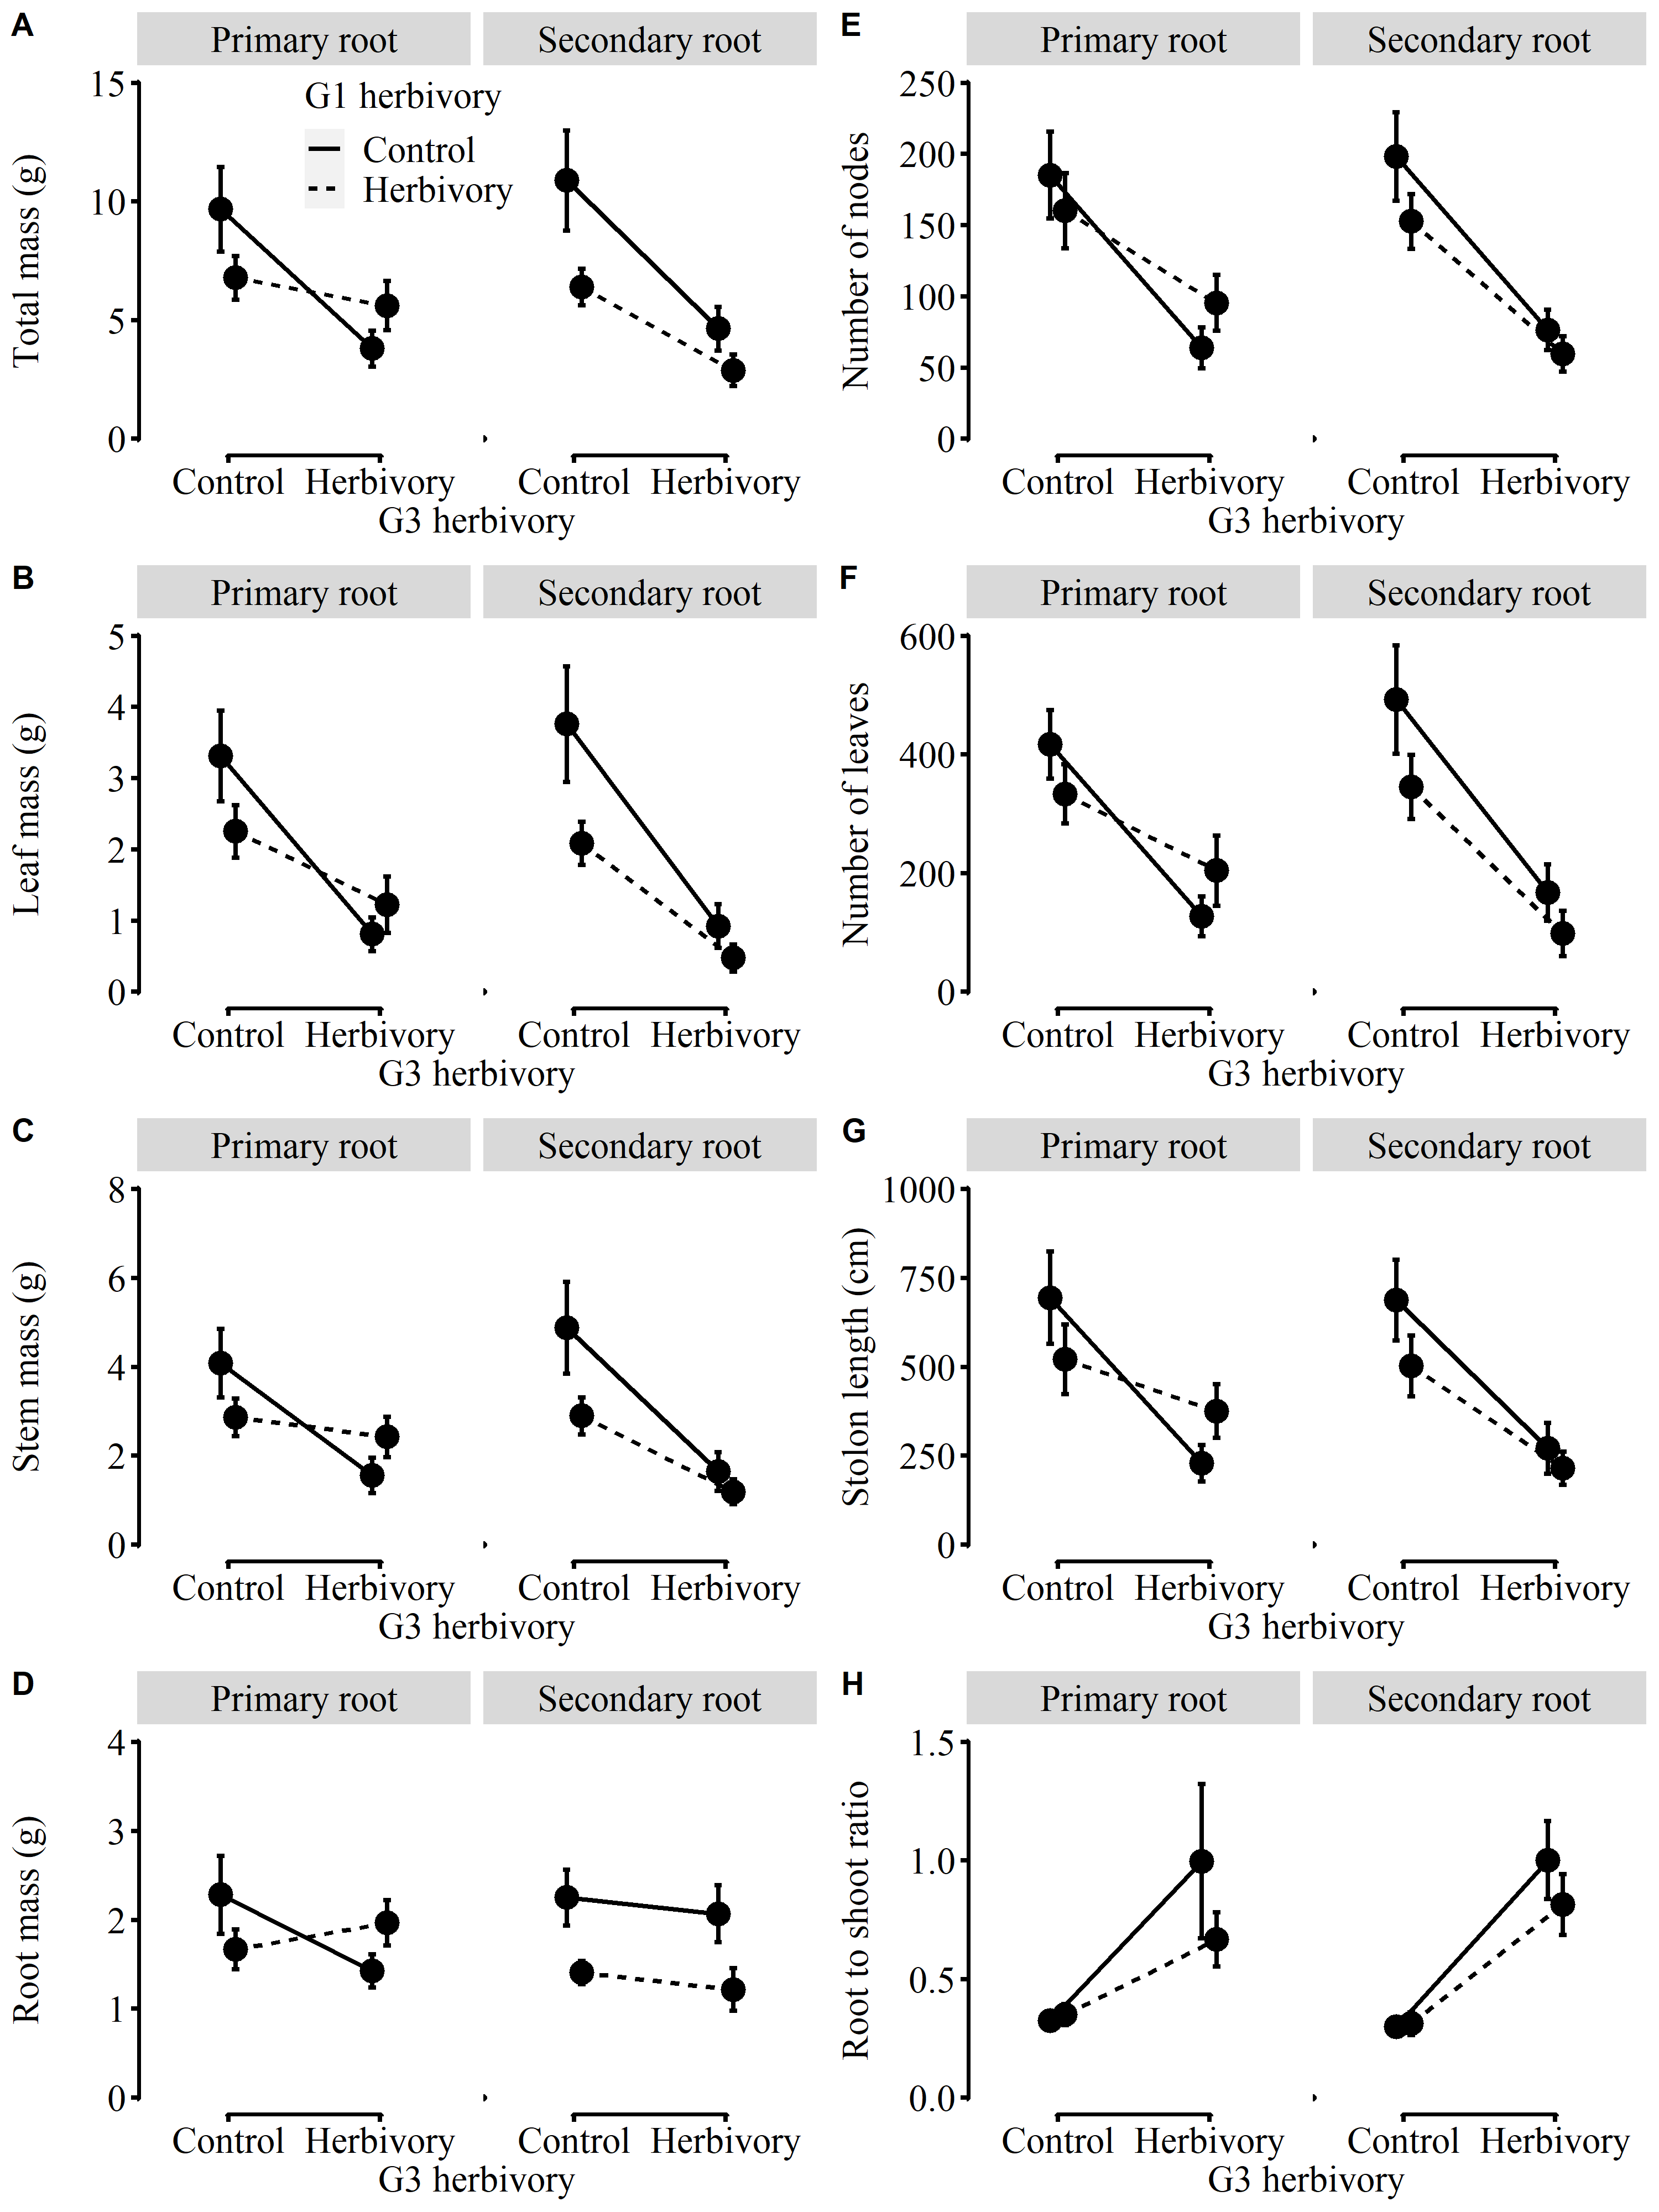 A
Primary root
Secondary root
Total mass (g)
15
10
5
0
G1 herbivory
Control
Herbivory
Control
Herbivory
Control
Herbivory
G3 herbivory
E
Primary root
Secondary root
Number of nodes
250
200
150
100
50
0
Control
Herbivory
Control
Herbivory
G3 herbivory
B
Primary root
Secondary root
Leaf mass (g)
5
4
3
2
1
0
Control
Herbivory
Control
Herbivory
G3 herbivory
F
Primary root
Secondary root
Number of leaves
600
400
200
0
Control
Herbivory
Control
Herbivory
G3 herbivory
C
Primary root
Secondary root
Stem mass (g)
8
6
4
2
0
Control
Herbivory
Control
Herbivory
G3 herbivory
G
Primary root
Secondary root
Stolon length (cm)
1000
750
500
250
0
Control
Herbivory
Control
Herbivory
G3 herbivory
D
Primary root
Secondary root
Root mass (g)
4
3
2
1
0
Control
Herbivory
Control
Herbivory
G3 herbivory
H
Primary root
Secondary root
Root to shoot ratio
1.5
1.0
0.5
0.0
Control
Herbivory
Control
Herbivory
G3 herbivory